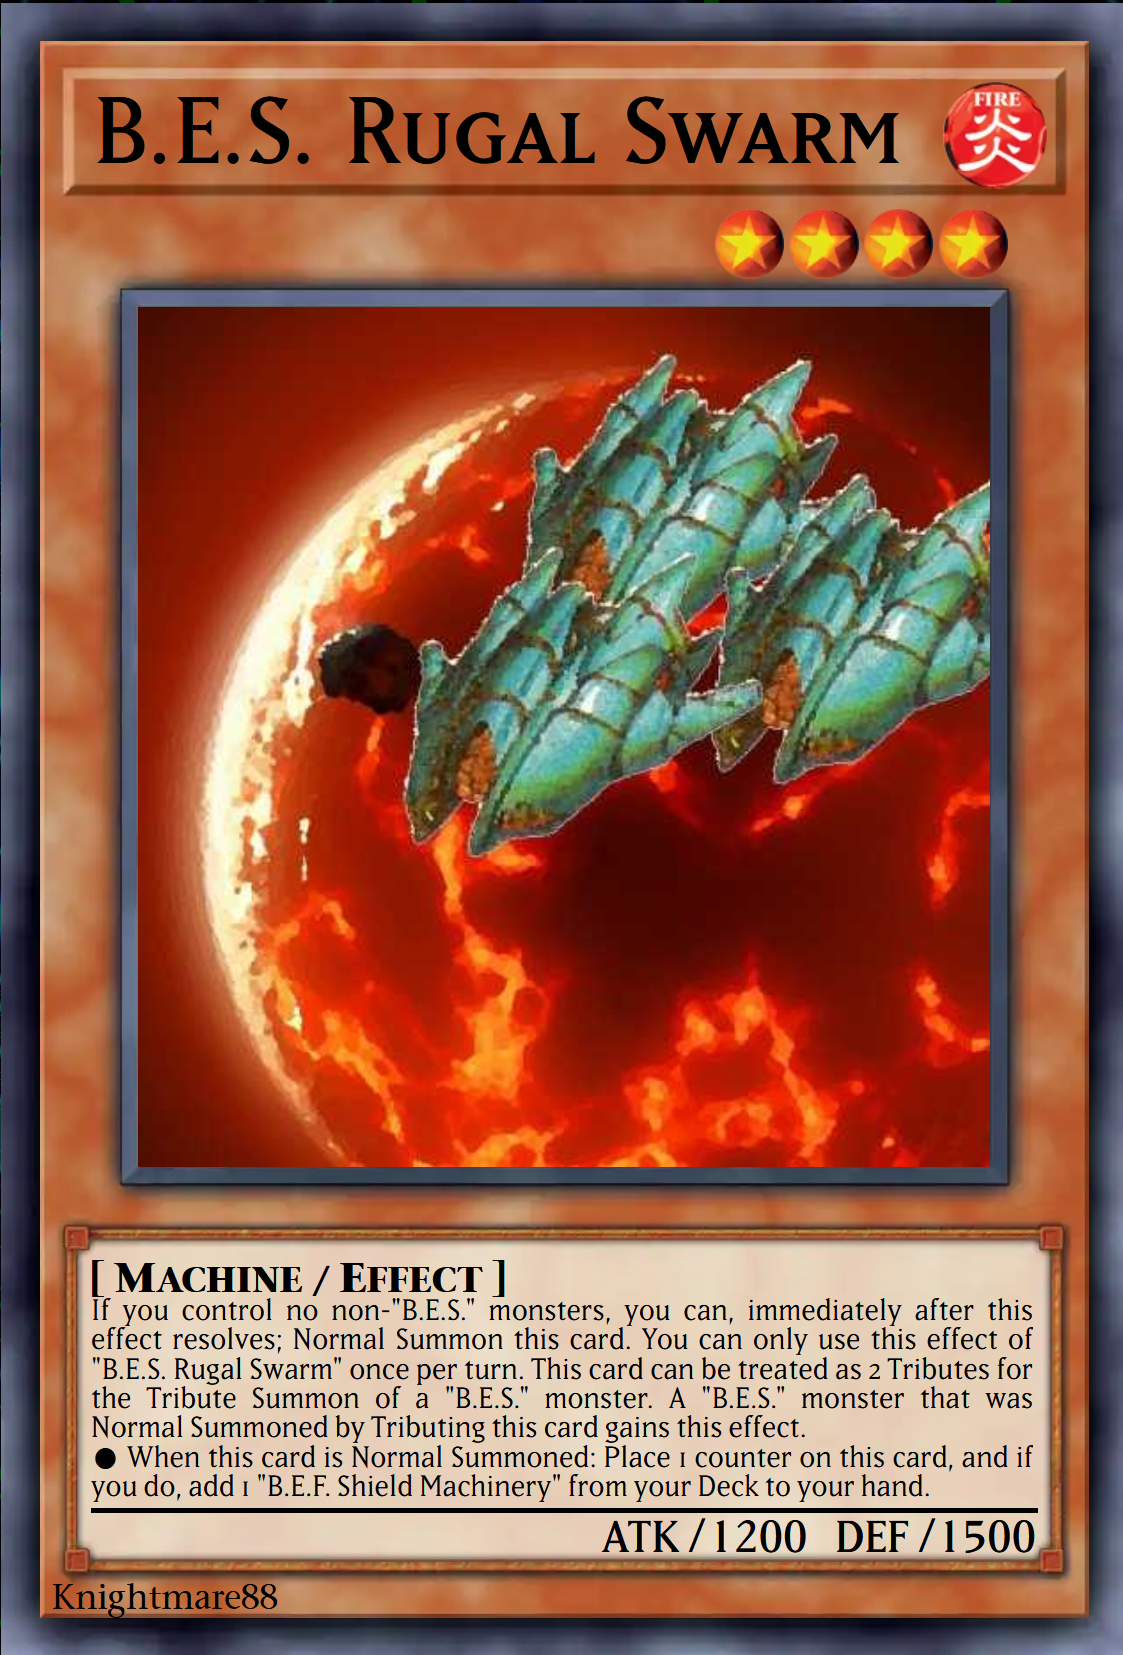 B.E.S. Rugal Swarm
FIRE
炎
[ Machine / Effect ]
If you control no non-"B.E.S." monsters, you can, immediately after this
effect resolves; Normal Summon this card. You can only use this effect of
"B.E.S. Rugal Swarm" once per turn. This card can be treated as 2 Tributes for
the Tribute Summon of a "B.E.S." monster. A "B.E.S." monster that was
Normal Summoned by Tributing this card gains this effect.
● When this card is Normal Summoned: Place 1 counter on this card, and if
you do, add 1 "B.E.F. Shield Machinery" from your Deck to your hand.
ATK/1200 DEF/1500
Knightmare88